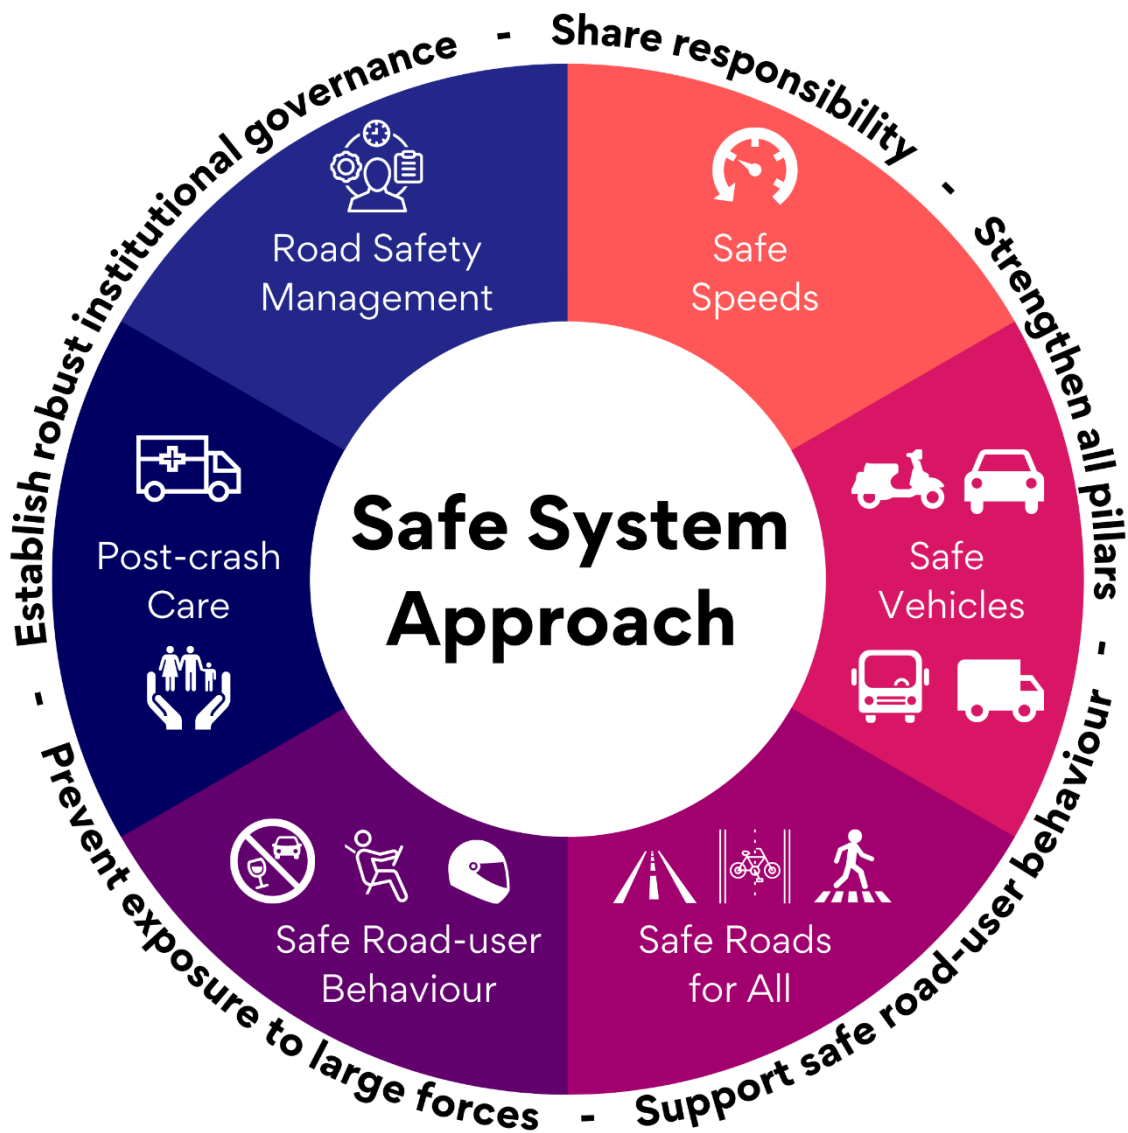 Share responsibility - Strengthen all pillars - Support safe road-user behaviour - Prevent exposure to large forces - Establish robust institutional governance -
Road Safety
Management
Safe
Speeds
Safe
Vehicles
Safe Roads
for All
Safe Road-user
Behaviour
Post-crash
Care
Safe System
Approach